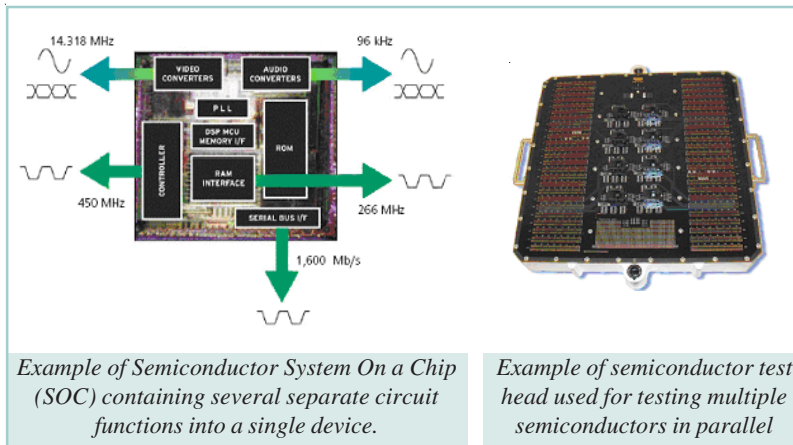 14.318 MHz
96 kHz
VIDEO
CONVERTERS
AUDIO
CONVERTERS
PLL
DSP MCU
MEMORY I/F
ROM
CONTROLLER
RAM
INTERFACE
450 MHz
266 MHz
SERIAL BUS I/F
1,600 Mb/s
Example of Semiconductor System On a Chip
(SOC) containing several separate circuit
functions into a single device.
Example of semiconductor test
head used for testing multiple
semiconductors in parallel